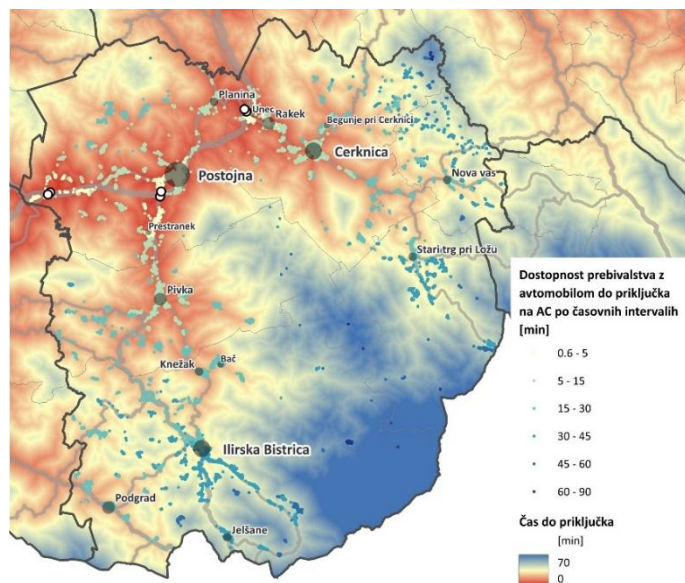 Planina
Unec
Rakek
Begunje pri Cerknici
Cerknica
Postojna
Nova vas
Prestranek
Stari trg pri Ložu
Pivka
Bač
Knežak
Ilirska Bistrica
Podgrad
Jelšane
Dostopnost prebivalstva z
avtomobilom do priključka
na AC po časovnih intervalih
[min]
0.6 - 5
5 - 15
15 - 30
30 - 45
45 - 60
60 - 90
Čas do priključka
[min]
70
0